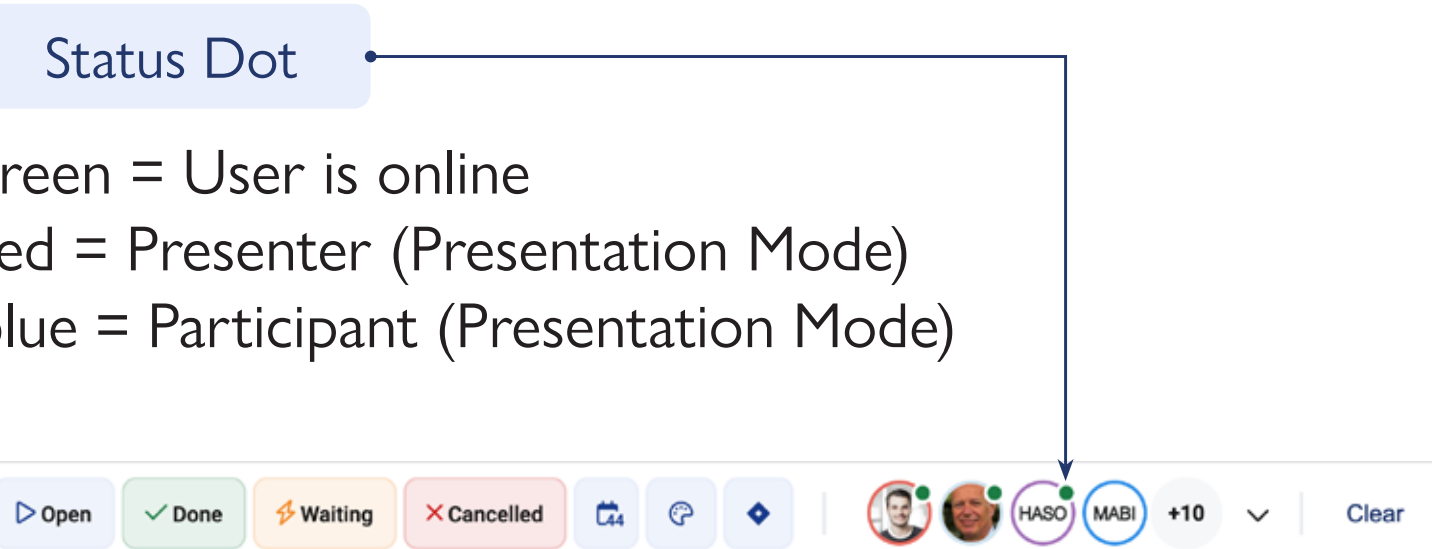 Status Dot
reen = User is online
ed = Presenter (Presentation Mode)
lue = Participant (Presentation Mode)
Open Done Waiting Cancelled 44 HASO MABI +10 Clear